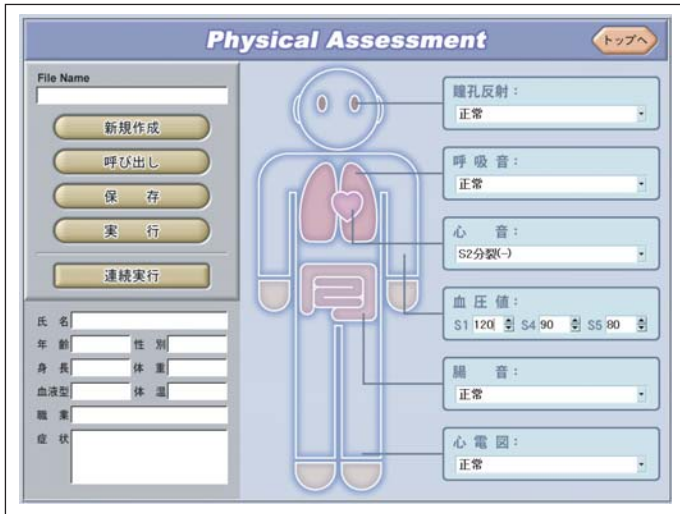 Physical Assessment
トップへ
File Name
新規作成
呼び出し
保 存
実 行
連続実行
氏 名
年 齢 性 別
身 長 体 重
血液型 体 温
職 業
症 状
瞳孔反射：
正常
呼 吸 音：
正常
心 音：
S2分裂(-)
血 圧 値：
S1 120 S4 90 S5 80
腸 音：
正常
心 電 図：
正常